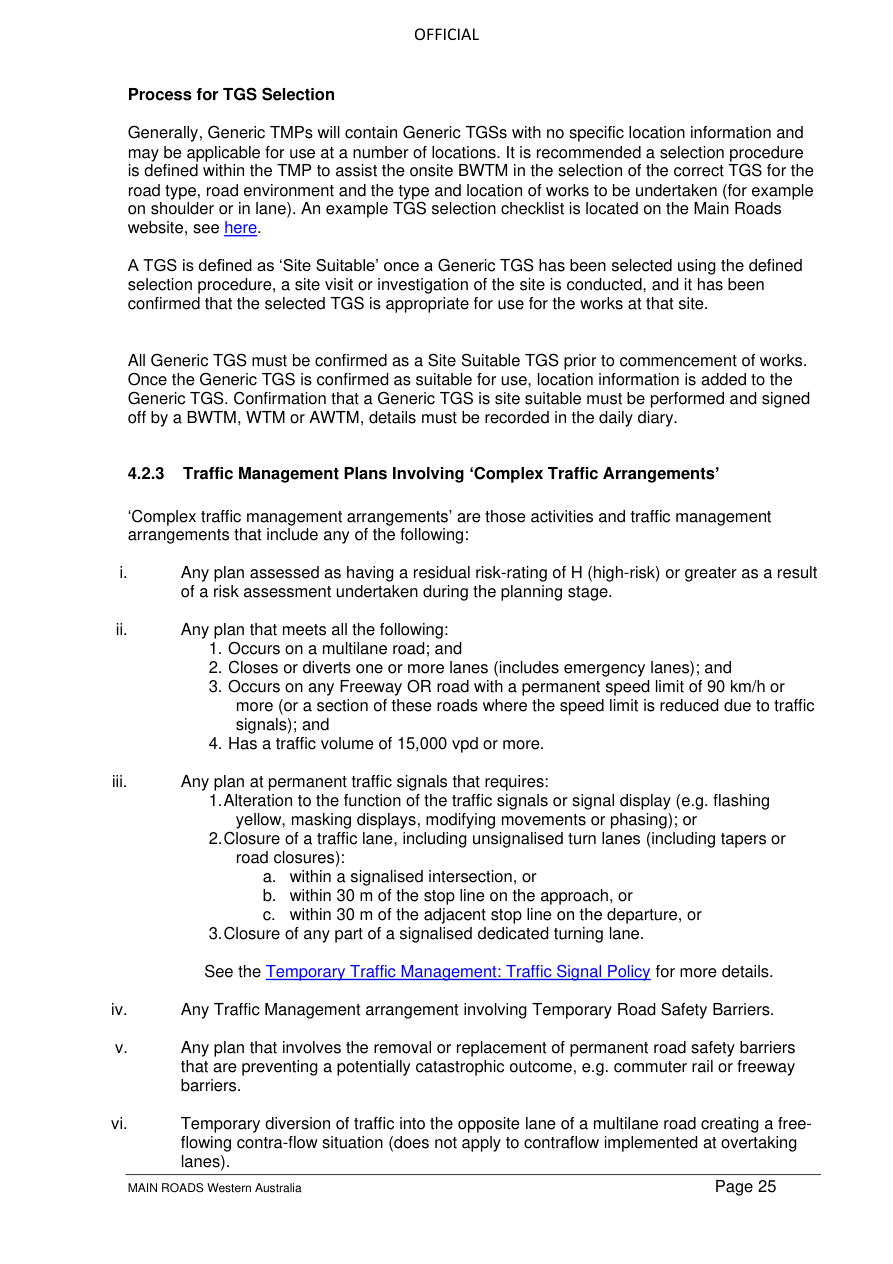 OFFICIAL
Process for TGS Selection
Generally, Generic TMPs will contain Generic TGSs with no specific location information and
may be applicable for use at a number of locations. It is recommended a selection procedure
is defined within the TMP to assist the onsite BWTM in the selection of the correct TGS for the
road type, road environment and the type and location of works to be undertaken (for example
on shoulder or in lane). An example TGS selection checklist is located on the Main Roads
website, see here.
A TGS is defined as ‘Site Suitable’ once a Generic TGS has been selected using the defined
selection procedure, a site visit or investigation of the site is conducted, and it has been
confirmed that the selected TGS is appropriate for use for the works at that site.
All Generic TGS must be confirmed as a Site Suitable TGS prior to commencement of works.
Once the Generic TGS is confirmed as suitable for use, location information is added to the
Generic TGS. Confirmation that a Generic TGS is site suitable must be performed and signed
off by a BWTM, WTM or AWTM, details must be recorded in the daily diary.
4.2.3 Traffic Management Plans Involving ‘Complex Traffic Arrangements’
‘Complex traffic management arrangements’ are those activities and traffic management
arrangements that include any of the following:
i. Any plan assessed as having a residual risk-rating of H (high-risk) or greater as a result
of a risk assessment undertaken during the planning stage.
ii. Any plan that meets all the following:
1. Occurs on a multilane road; and
2. Closes or diverts one or more lanes (includes emergency lanes); and
3. Occurs on any Freeway OR road with a permanent speed limit of 90 km/h or
more (or a section of these roads where the speed limit is reduced due to traffic
signals); and
4. Has a traffic volume of 15,000 vpd or more.
iii. Any plan at permanent traffic signals that requires:
1.Alteration to the function of the traffic signals or signal display (e.g. flashing
yellow, masking displays, modifying movements or phasing); or
2.Closure of a traffic lane, including unsignalised turn lanes (including tapers or
road closures):
a. within a signalised intersection, or
b. within 30 m of the stop line on the approach, or
c. within 30 m of the adjacent stop line on the departure, or
3.Closure of any part of a signalised dedicated turning lane.
See the Temporary Traffic Management: Traffic Signal Policy for more details.
iv. Any Traffic Management arrangement involving Temporary Road Safety Barriers.
v. Any plan that involves the removal or replacement of permanent road safety barriers
that are preventing a potentially catastrophic outcome, e.g. commuter rail or freeway
barriers.
vi. Temporary diversion of traffic into the opposite lane of a multilane road creating a free-
flowing contra-flow situation (does not apply to contraflow implemented at overtaking
lanes).
MAIN ROADS Western Australia Page 25